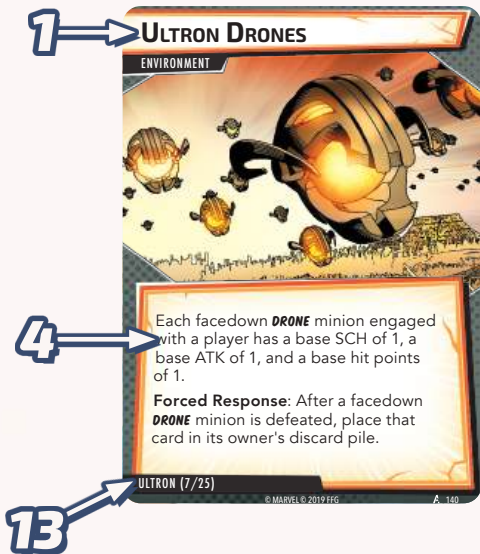 1
ULTRON DRONES
ENVIRONMENT
4
Each facedown DRONE minion engaged
with a player has a base SCH of 1, a
base ATK of 1, and a base hit points
of 1.
Forced Response: After a facedown
DRONE minion is defeated, place that
card in its owner's discard pile.
13
ULTRON (7/25)
© MARVEL © 2019 FFG
140